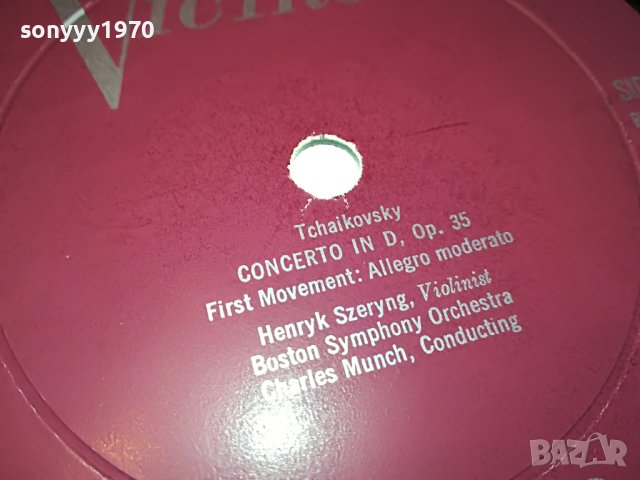 sonyyy1970
Tchaikovsky
CONCERTO IN D, Op. 35
First Movement: Allegro moderato
Henryk Szeryng, Violinist
Boston Symphony Orchestra
Charles Munch, Conducting
BAZAR